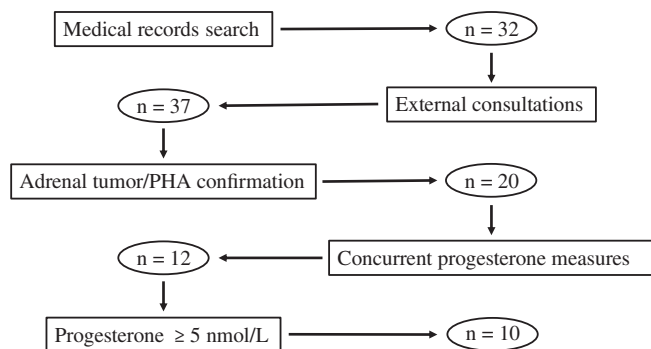 Medical records search
n = 32
External consultations
n = 37
Adrenal tumor/PHA confirmation
n = 20
Concurrent progesterone measures
n = 12
Progesterone ≥ 5 nmol/L
n = 10